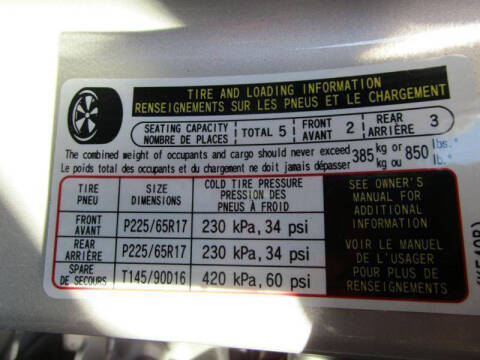 TIRE AND LOADING INFORMATION
RENSEIGNEMENTS SUR LES PNEUS ET LE CHARGEMENT
SEATING CAPACITY
NOMBRE DE PLACES
TOTAL 5
FRONT
AVANT 2
REAR
ARRIÈRE 3
The combined weight of occupants and cargo should never exceed
Le poids total des occupants et du chargement ne doit jamais dépasser
385 kg or
kg ou 850 lbs.
lb.
TIRE
PNEU
SIZE
DIMENSIONS
COLD TIRE PRESSURE
PRESSION DES
PNEUS À FROID
FRONT
AVANT
P225/65R17
230 kPa, 34 psi
REAR
ARRIÈRE
P225/65R17
230 kPa, 34 psi
SPARE
DE SECOURS
T145/90D16
420 kPa, 60 psi
SEE OWNER'S
MANUAL FOR
ADDITIONAL
INFORMATION
VOIR LE MANUEL
DE L'USAGER
POUR PLUS DE
RENSEIGNEMENTS